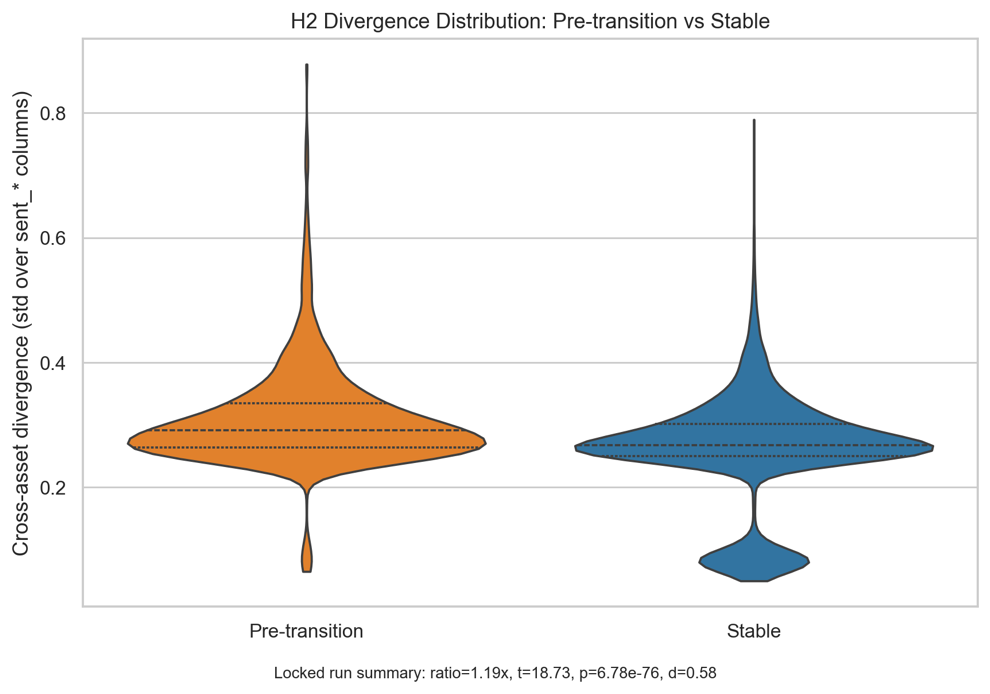 H2 Divergence Distribution: Pre-transition vs Stable
Cross-asset divergence (std over sent_* columns)
0.8
0.6
0.4
0.2
Pre-transition
Stable
Locked run summary: ratio=1.19x, t=18.73, p=6.78e-76, d=0.58